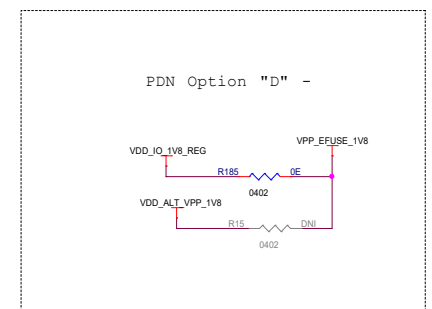 PDN Option "D" -
VPP_EFUSE_1V8
VDD_IO_1V8_REG
R185 0E
0402
VDD_ALT_VPP_1V8
R15 DNI
0402